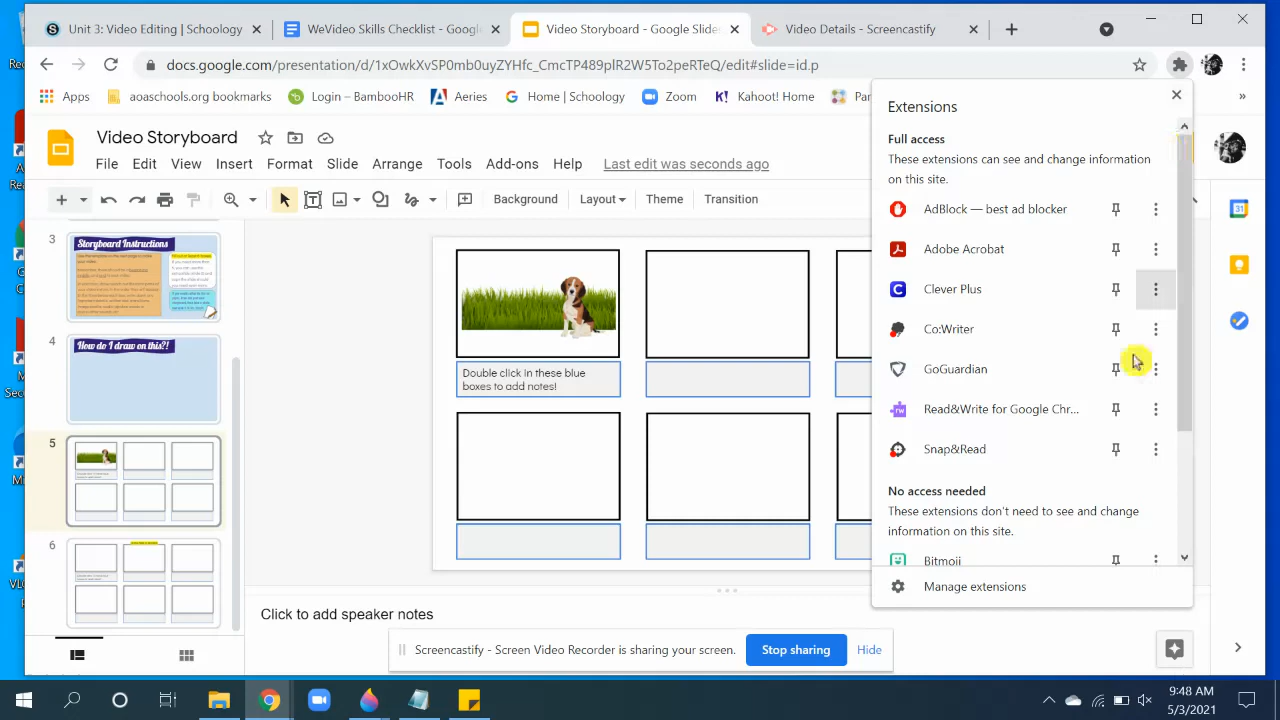 Unit 3: Video Editing | Schoology
WeVideo Skills Checklist - Googl
Video Storyboard - Google Slides
Video Details - Screencastify
docs.google.com/presentation/d/1xOwkXvSP0mb0uyZYHfc_CmcTP489plR2W5To2peRTeQ/edit#slide=id.p
Apps
aoaschools.org bookmarks
Login – BambooHR
Aeries
Home | Schoology
Zoom
Kahoot! Home
Par
Video Storyboard
File Edit View Insert Format Slide Arrange Tools Add-ons Help Last edit was seconds ago
Background Layout Theme Transition
Extensions
Full access
These extensions can see and change information
on this site.
AdBlock — best ad blocker
Adobe Acrobat
Clever Plus
Co:Writer
GoGuardian
Read&Write for Google Chr...
Snap&Read
No access needed
These extensions don't need to see and change
information on this site.
Bitmoji
Manage extensions
3
Storyboard Instructions
4
How do I draw on this?!
5
6
Double click in these blue
boxes to add notes!
Click to add speaker notes
Screencastify - Screen Video Recorder is sharing your screen.
Stop sharing
Hide
9:48 AM
5/3/2021